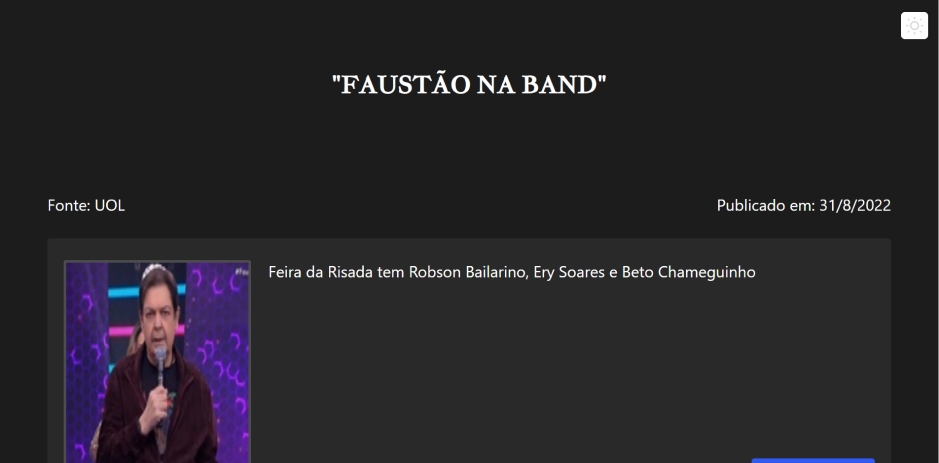 "FAUSTÃO NA BAND"
Fonte: UOL
Publicado em: 31/8/2022
Feira da Risada tem Robson Bailarino, Ery Soares e Beto Chameguinho